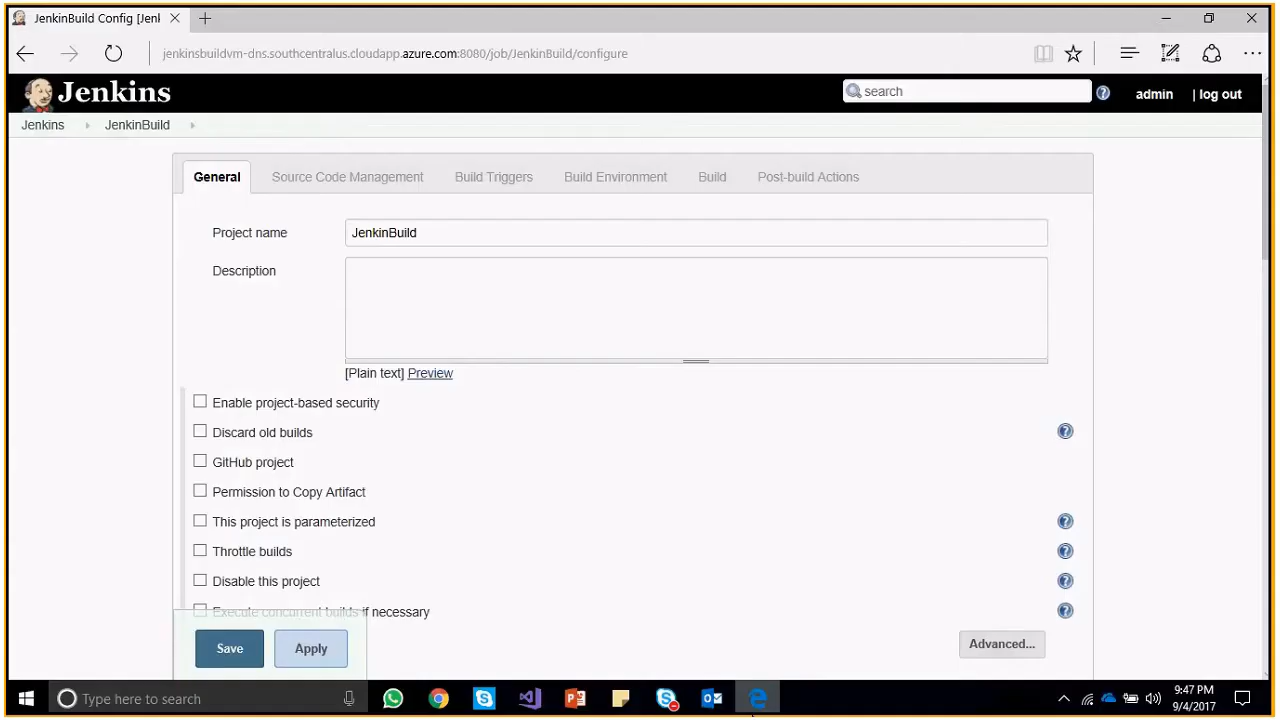 JenkinBuild Config [Jenl
jenkinsbuildvm-dns.southcentralus.cloudapp.azure.com:8080/job/JenkinBuild/configure
Jenkins
search
admin
| log out
Jenkins
JenkinBuild
General
Source Code Management
Build Triggers
Build Environment
Build
Post-build Actions
Project name
JenkinBuild
Description
[Plain text] Preview
Enable project-based security
Discard old builds
GitHub project
Permission to Copy Artifact
This project is parameterized
Throttle builds
Disable this project
Execute concurrent builds if necessary
Save
Apply
Advanced...
Type here to search
9:47 PM
9/4/2017